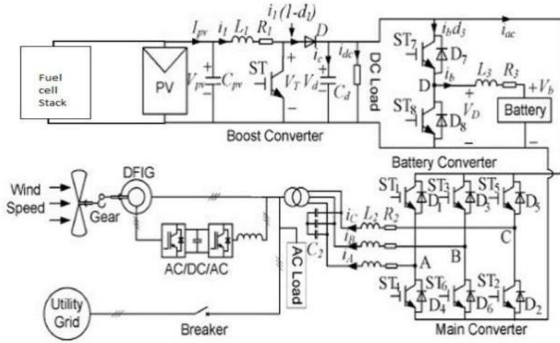 Fuel
cell
Stack
PV
I_pv
i_1
L_1
R_1
i_1(1-d_1)
D
V_pv
C_pv
ST
V_T
i_c
V_d
C_d
i_dc
DC Load
Boost Converter
i_ac
i_b d_3
ST_7
D_7
D
i_b
L_3
R_3
+V_b
ST_8
D_8
V_D
Battery
Battery Converter
Wind
Speed
Gear
DFIG
AC/DC/AC
Utility
Grid
Breaker
AC Load
C_2
i_C
L_2
R_2
i_B
i_A
A
B
C
ST_1
D_1
ST_3
D_3
ST_5
D_5
D_4
ST_6
D_6
ST_2
D_2
Main Converter